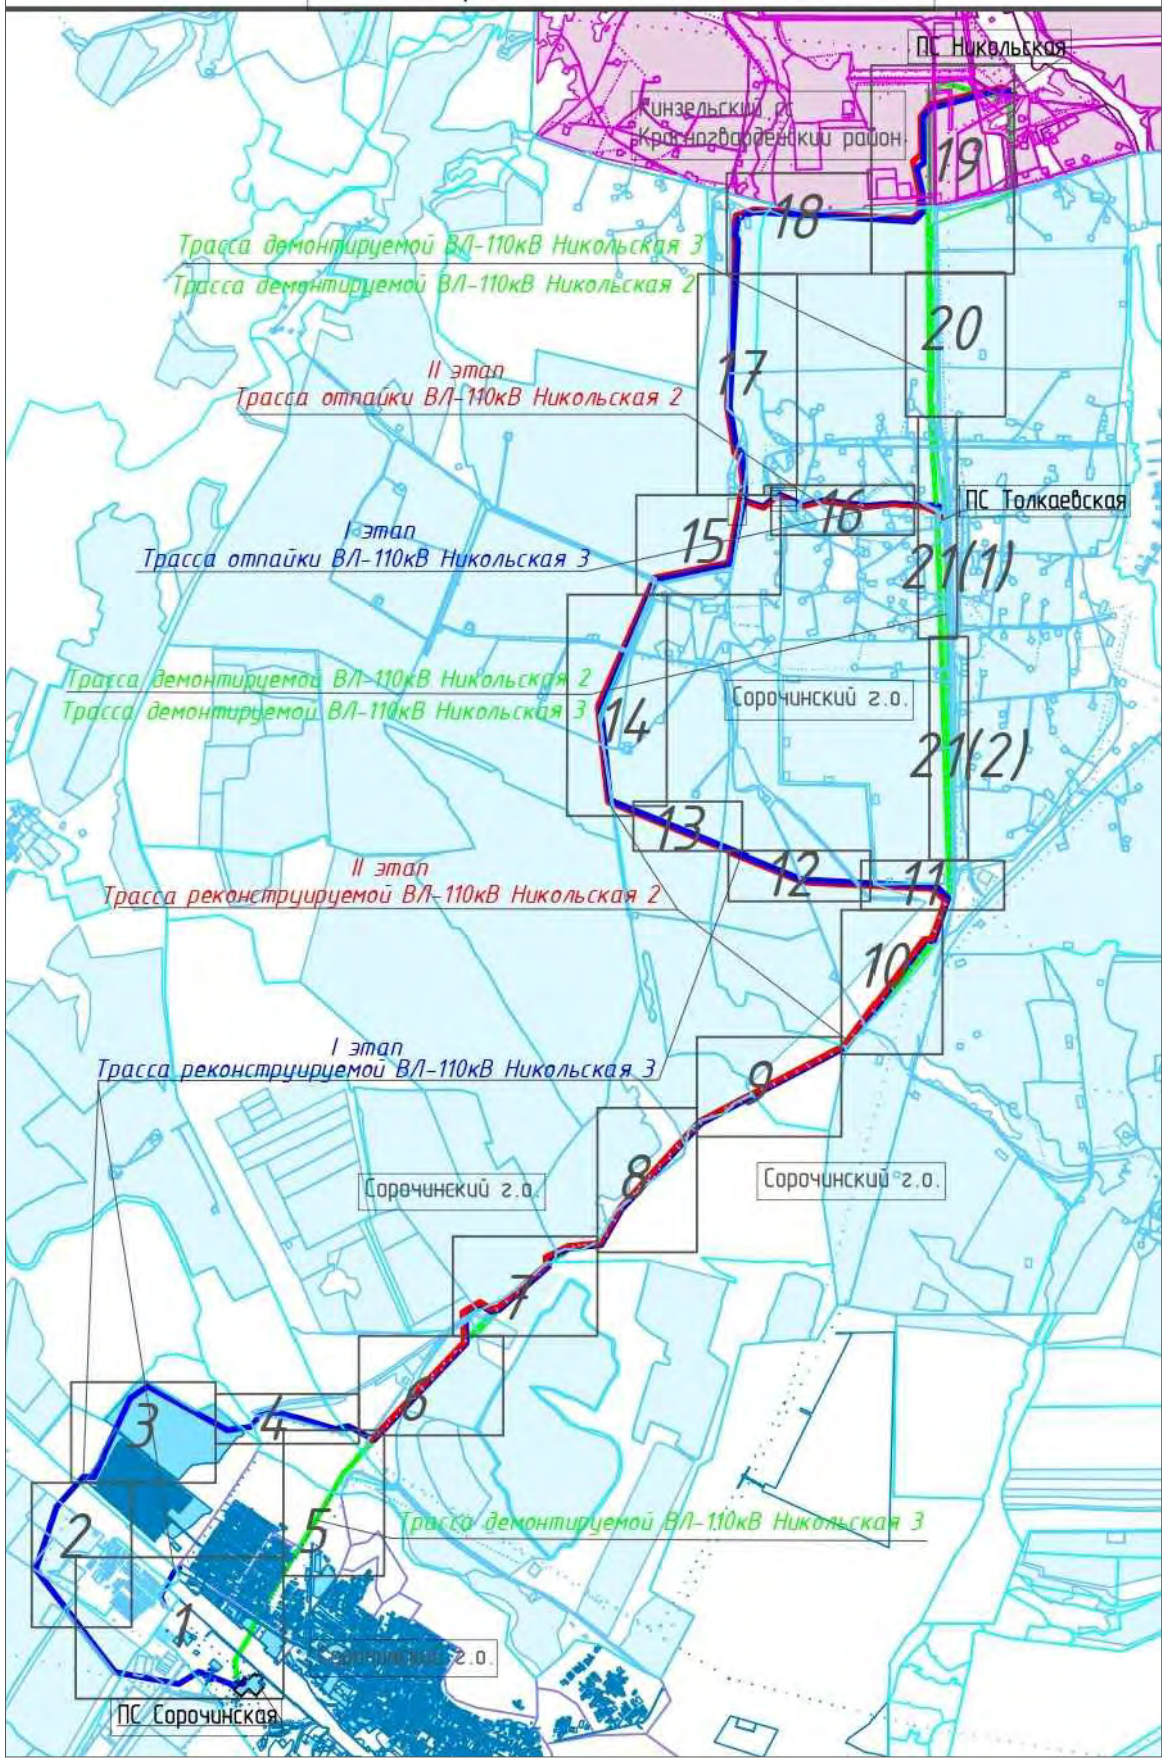 ПС Никольская
Кинзельский сс
Красногвардейский район
19
18
Трасса демонтируемой ВЛ-110кВ Никольская 3
Трасса демонтируемой ВЛ-110кВ Никольская 2
20
17
II этап
Трасса отпайки ВЛ-110кВ Никольская 2
16
ПС Толкаевская
15
I этап
Трасса отпайки ВЛ-110кВ Никольская 3
21(1)
Трасса демонтируемой ВЛ-110кВ Никольская 2
Трасса демонтируемой ВЛ-110кВ Никольская 3
Сорочинский г.о.
14
21(2)
13
12
11
II этап
Трасса реконструируемой ВЛ-110кВ Никольская 2
10
I этап
Трасса реконструируемой ВЛ-110кВ Никольская 3
9
8
Сорочинский г.о.
Сорочинский г.о.
7
6
3
4
2
5
Трасса демонтируемой ВЛ-110кВ Никольская 3
1
Сорочинский г.о.
ПС Сорочинская